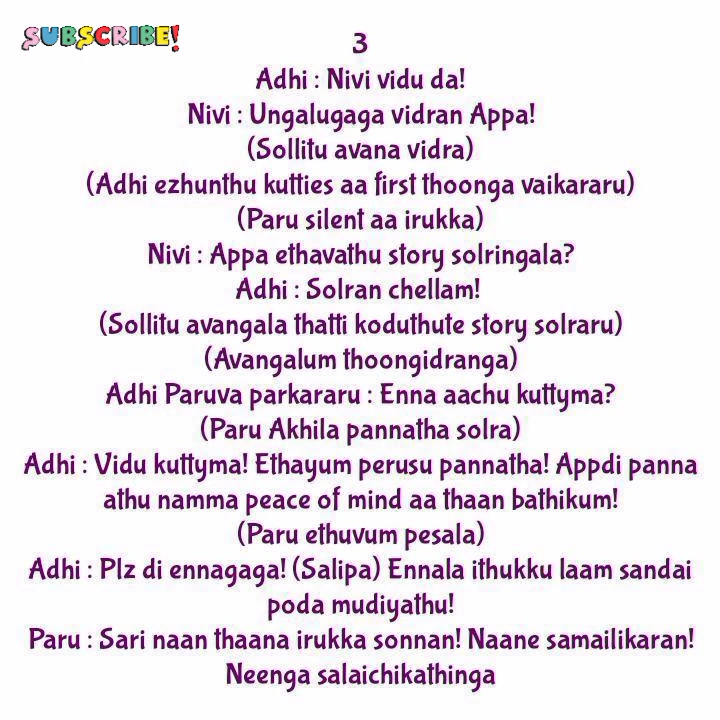 SUBSCRIBE!
3
Adhi : Nivi vidu da!
Nivi : Ungalugaga vidran Appa!
(Sollitu avana vidra)
(Adhi ezhunthu kutties aa first thoonga vaikararu)
(Paru silent aa irukka)
Nivi : Appa ethavathu story solringala?
Adhi : Solran chellam!
(Sollitu avangala thatti koduthute story solraru)
(Avangalum thoongidranga)
Adhi Paruva parkararu : Enna aachu kuttyma?
(Paru Akhila pannatha solra)
Adhi : Vidu kuttyma! Ethayum perusu pannatha! Appdi panna
athu namma peace of mind aa thaan bathikum!
(Paru ethuvum pesala)
Adhi : Plz di ennagaga! (Salipa) Ennala ithukku laam sandai
poda mudiyathu!
Paru : Sari naan thaana irukka sonnan! Naane samailikaran!
Neenga salaichikathinga